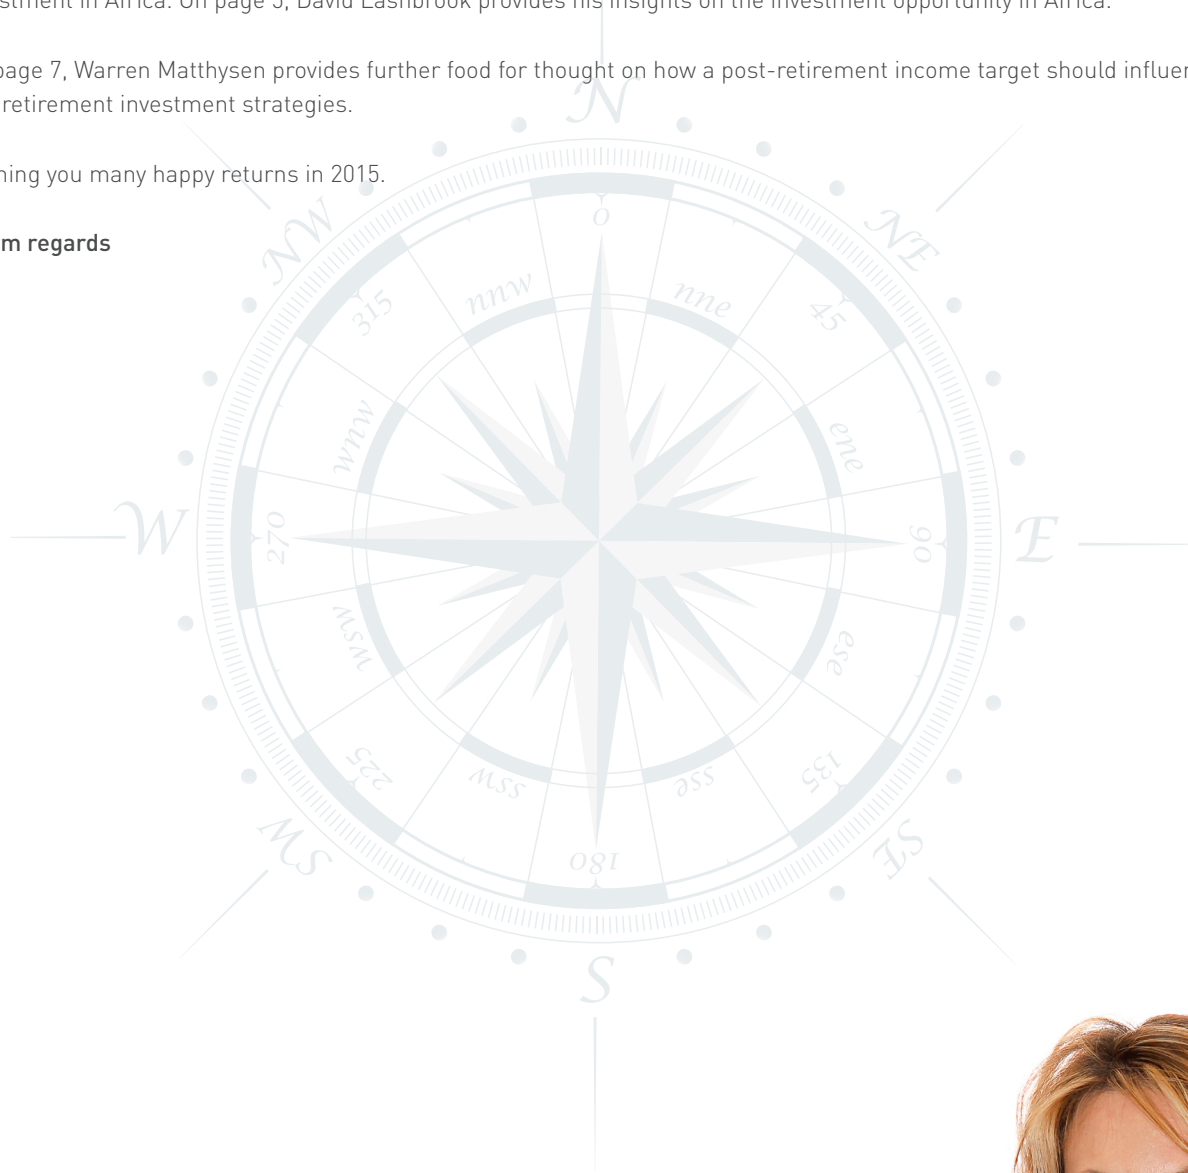 stment in Africa. On page 5, David Lashbrook provides his insights on the investment opportunity in Africa.
page 7, Warren Matthysen provides further food for thought on how a post-retirement income target should influen
retirement investment strategies.
hing you many happy returns in 2015.
m regards
N
NW
NE
0
315
nnw
nne
45
wnw
ene
W
270
90
E
wsw
ese
225
ssw
sse
135
SW
180
SE
S